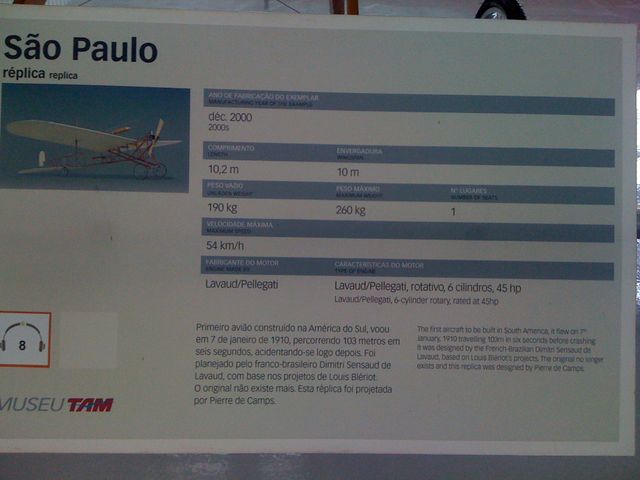 São Paulo
réplica replica
ANO DE FABRICAÇÃO DO EXEMPLAR
MANUFACTURING YEAR OF THE EXAMPLE
déc. 2000
2000s
COMPRIMENTO ENVERGADURA
LENGTH WINGSPAN
10,2 m 10 m
PESO VAZIO PESO MÁXIMO Nº LUGARES
UNLADEN WEIGHT MAXIMUM WEIGHT NUMBER OF SEATS
190 kg 260 kg 1
VELOCIDADE MÁXIMA
MAXIMUM SPEED
54 km/h
FABRICANTE DO MOTOR CARACTERÍSTICAS DO MOTOR
ENGINE MADE BY TYPE OF ENGINE
Lavaud/Pellegati Lavaud/Pellegati, rotativo, 6 cilindros, 45 hp
Lavaud/Pellegati, 6-cylinder rotary, rated at 45hp
Primeiro avião construído na América do Sul, voou
em 7 de janeiro de 1910, percorrendo 103 metros em
seis segundos, acidentando-se logo depois. Foi
planejado pelo franco-brasileiro Dimitri Sensaud de
Lavaud, com base nos projetos de Louis Blériot.
O original não existe mais. Esta réplica foi projetada
por Pierre de Camps.
The first aircraft to be built in South America, it flew on 7th
January, 1910 travelling 103m in six seconds before crashing.
It was designed by the French-Brazilian Dimitri Sensaud de
Lavaud, based on Louis Blériot's projects. The original no longer
exists and this replica was designed by Pierre de Camps.
8
MUSEU TAM